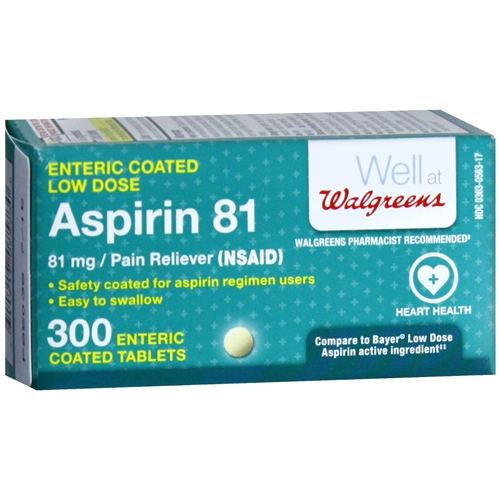 ENTERIC COATED
LOW DOSE
Aspirin 81
81 mg / Pain Reliever (NSAID)
• Safety coated for aspirin regimen users
• Easy to swallow
300 ENTERIC
COATED TABLETS
Well at
Walgreens
WALGREENS PHARMACIST RECOMMENDED‡
HEART HEALTH
Compare to Bayer® Low Dose
Aspirin active ingredient‡‡
NDC 0363-0563-17